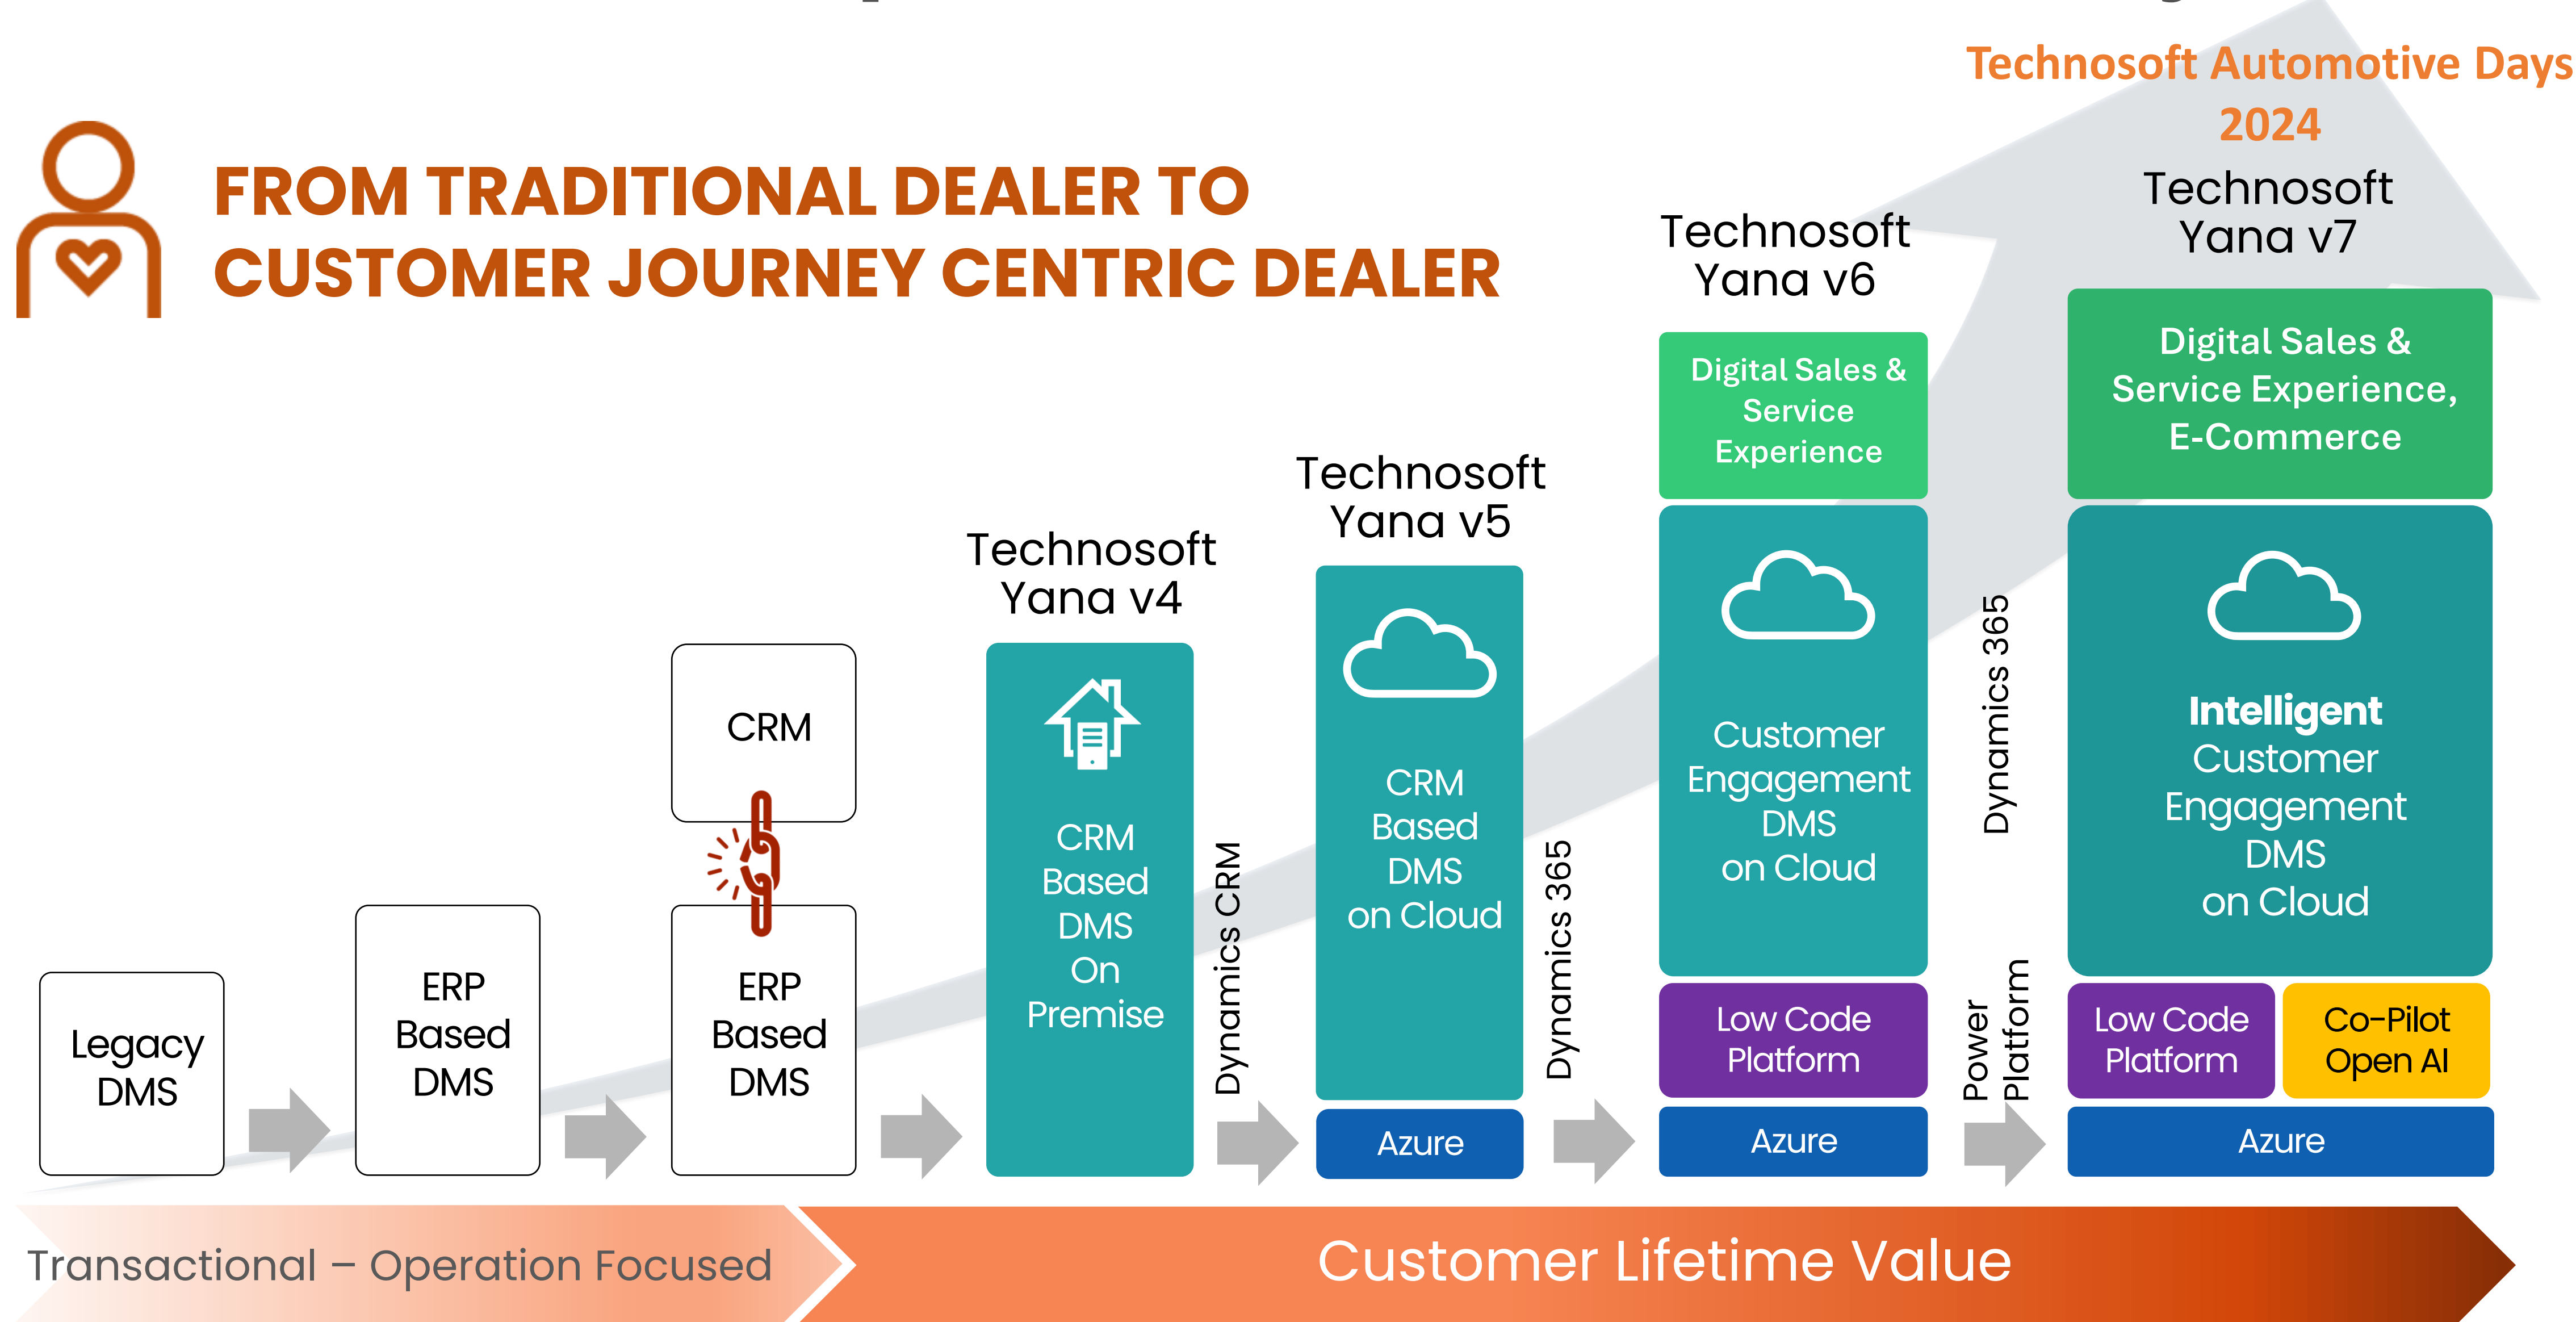 Technosoft Automotive Days
2024
FROM TRADITIONAL DEALER TO
CUSTOMER JOURNEY CENTRIC DEALER
Legacy
DMS
ERP
Based
DMS
CRM
ERP
Based
DMS
Technosoft
Yana v4
CRM
Based
DMS
On
Premise
Dynamics CRM
Technosoft
Yana v5
CRM
Based
DMS
on Cloud
Azure
Dynamics 365
Technosoft
Yana v6
Digital Sales &
Service
Experience
Customer
Engagement
DMS
on Cloud
Low Code
Platform
Azure
Dynamics 365
Power
Platform
Technosoft
Yana v7
Digital Sales &
Service Experience,
E-Commerce
Intelligent
Customer
Engagement
DMS
on Cloud
Low Code
Platform
Co-Pilot
Open AI
Azure
Transactional – Operation Focused
Customer Lifetime Value